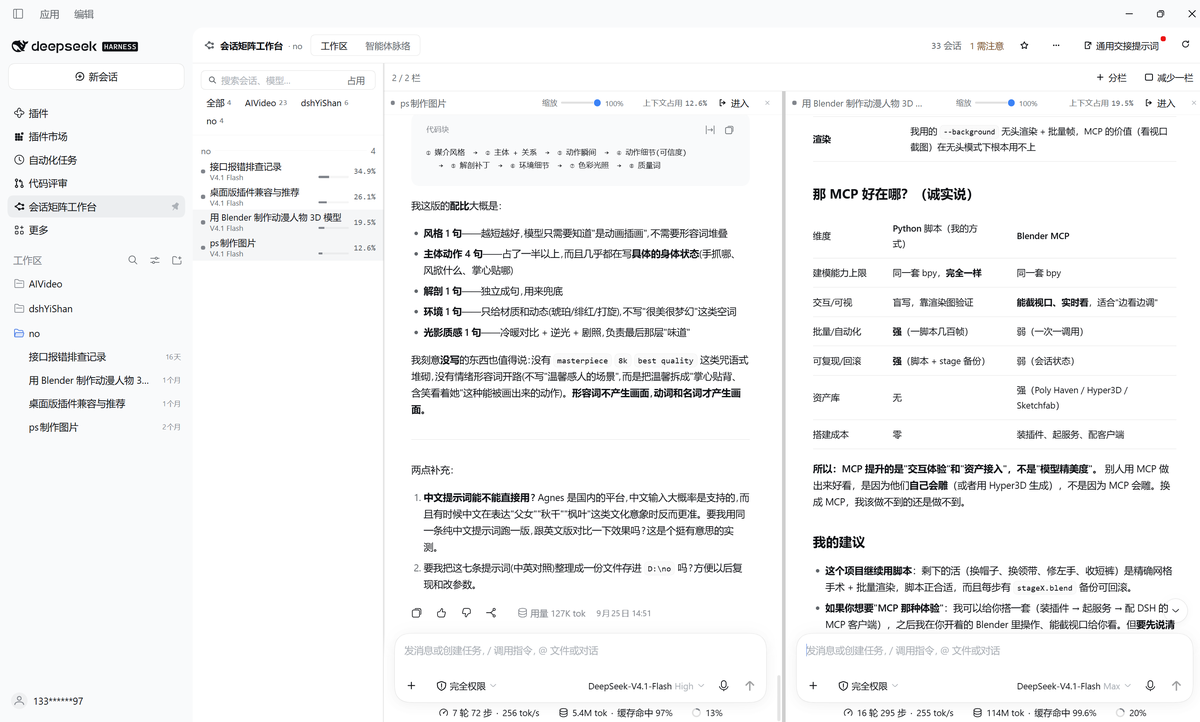 应用 编辑
deepseek HARNESS
新会话
插件
插件市场
自动化任务
代码评审
会话矩阵工作台
更多
工作区
AIVideo
dshYiShan
no
接口报错排查记录 16天
用 Blender 制作动漫人物 3... 1个月
桌面版插件兼容与推荐 1个月
ps制作图片 2个月
133******97
会话矩阵工作台 · no 工作区 智能体脉络
33 会话 1 需注意 ... 通用交接提示词
搜索会话、模型... 占用
全部 4 AIVideo 23 dshYiShan 6
no 4
no 4
接口报错排查记录
V4.1 Flash 34.9%
桌面版插件兼容与推荐
V4.1 Flash 26.1%
用 Blender 制作动漫人物 3D 模型
V4.1 Flash 19.5%
ps制作图片
V4.1 Flash 12.6%
2 / 2 栏 + 分栏 减少一栏
ps制作图片 缩放 100% 上下文占用 12.6% 进入 ×
代码块
① 媒介风格 → ② 主体 + 关系 → ③ 动作瞬间 → ④ 动作细节(可信度)
→ ⑤ 解剖补丁 → ⑥ 环境细节 → ⑦ 色彩光照 → ⑧ 质量词
我这版的配比大概是：
• 风格 1 句——越短越好，模型只需要知道"是动画插画"，不需要形容词堆叠
• 主体动作 4 句——占了一半以上，而且几乎都在写具体的身体状态(手抓哪、
风掀什么、掌心贴哪)
• 解剖 1 句——独立成句，用来兜底
• 环境 1 句——只给材质和动态(琥珀/绯红/打旋)，不写"很美很梦幻"这类空词
• 光影质感 1 句——冷暖对比 + 逆光 + 剧照，负责最后那层"味道"
我刻意没写的东西也值得说：没有 masterpiece 8k best quality 这类咒语式
堆砌，没有情绪形容词开路(不写"温馨感人的场景"，而是把温馨拆成"掌心贴背、
含笑看着她"这种能被画出来的动作)。形容词不产生画面，动词和名词才产生画
面。
两点补充：
1. 中文提示词能不能直接用？Agnes 是国内的平台，中文输入大概率是支持的，而
且有时候中文在表达"父女""秋千""枫叶"这类文化意象时反而更准。要我用同
一条纯中文提示词跑一版，跟英文版对比一下效果吗？这是个挺有意思的实
测。
2. 要我把这七条提示词(中英对照)整理成一份文件存进 D:\no 吗？方便以后复
现和改参数。
用量 127K tok 9月25日 14:51
发消息或创建任务, / 调用指令, @ 文件或对话
+ 完全权限 DeepSeek-V4.1-Flash High
7 轮 72 步 · 256 tok/s 5.4M tok · 缓存命中 97% 13%
用 Blender 制作动漫人物 3D ... 缩放 100% 上下文占用 19.5% 进入 ×
渲染 我用的 --background 无头渲染 + 批量帧，MCP 的价值（看视口
截图）在无头模式下根本用不上
那 MCP 好在哪？（诚实说）
维度 Python 脚本（我的方式） Blender MCP
建模能力上限 同一套 bpy，完全一样 同一套 bpy
交互/可视 盲写，靠渲染图验证 能截视口、实时看，适合"边看边调"
批量/自动化 强（一脚本几百帧） 弱（一次一调用）
可复现/回滚 强（脚本 + stage 备份） 弱（会话状态）
资产库 无 强（Poly Haven / Hyper3D / Sketchfab）
搭建成本 零 装插件、起服务、配客户端
所以：MCP 提升的是"交互体验"和"资产接入"，不是"模型精美度"。别人用 MCP 做
出来好看，是因为他们自己会雕（或者用 Hyper3D 生成），不是因为 MCP 会雕。换
成 MCP，我该做不到的还是做不到。
我的建议
• 这个项目继续用脚本：剩下的活（换帽子、换领带、修左手、收短裤）是精确网格
手术 + 批量渲染，脚本正合适，而且每步有 stageX.blend 备份可回滚。
• 如果你想要"MCP 那种体验"：我可以给你搭一套（装插件 → 起服务 → 配 DSH 的
MCP 客户端），之后我在你开着的 Blender 里操作、能截视口给你看。但要先说清
发消息或创建任务, / 调用指令, @ 文件或对话
+ 完全权限 DeepSeek-V4.1-Flash Max
16 轮 295 步 · 255 tok/s 114M tok · 缓存命中 99.6% 20%